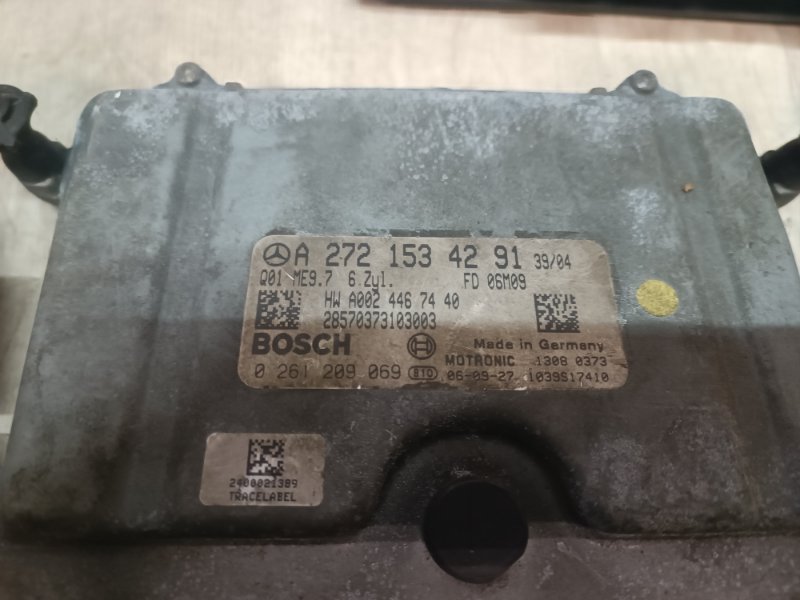 A 272 153 42 91 39/04
Q01 ME9.7 6.Zyl. FD 06M09
HW A002 446 74 40
28570373103003
BOSCH Made in Germany
MOTRONIC 1308 0373
0 261 209 069 BTD 06-09-27 1039S17410
2400021389
TRACELABEL